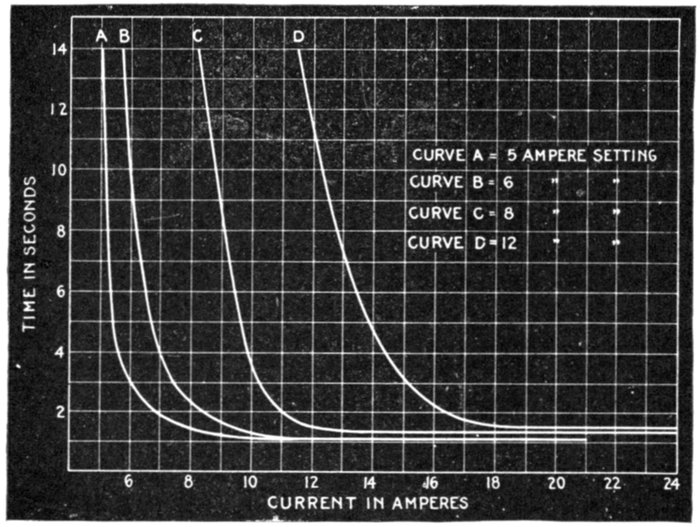 A B C D
14
12
10
8
6
4
2
TIME IN SECONDS
CURVE A = 5 AMPERE SETTING
CURVE B = 6 " "
CURVE C = 8 " "
CURVE D = 12 " "
6 8 10 12 14 16 18 20 22 24
CURRENT IN AMPERES